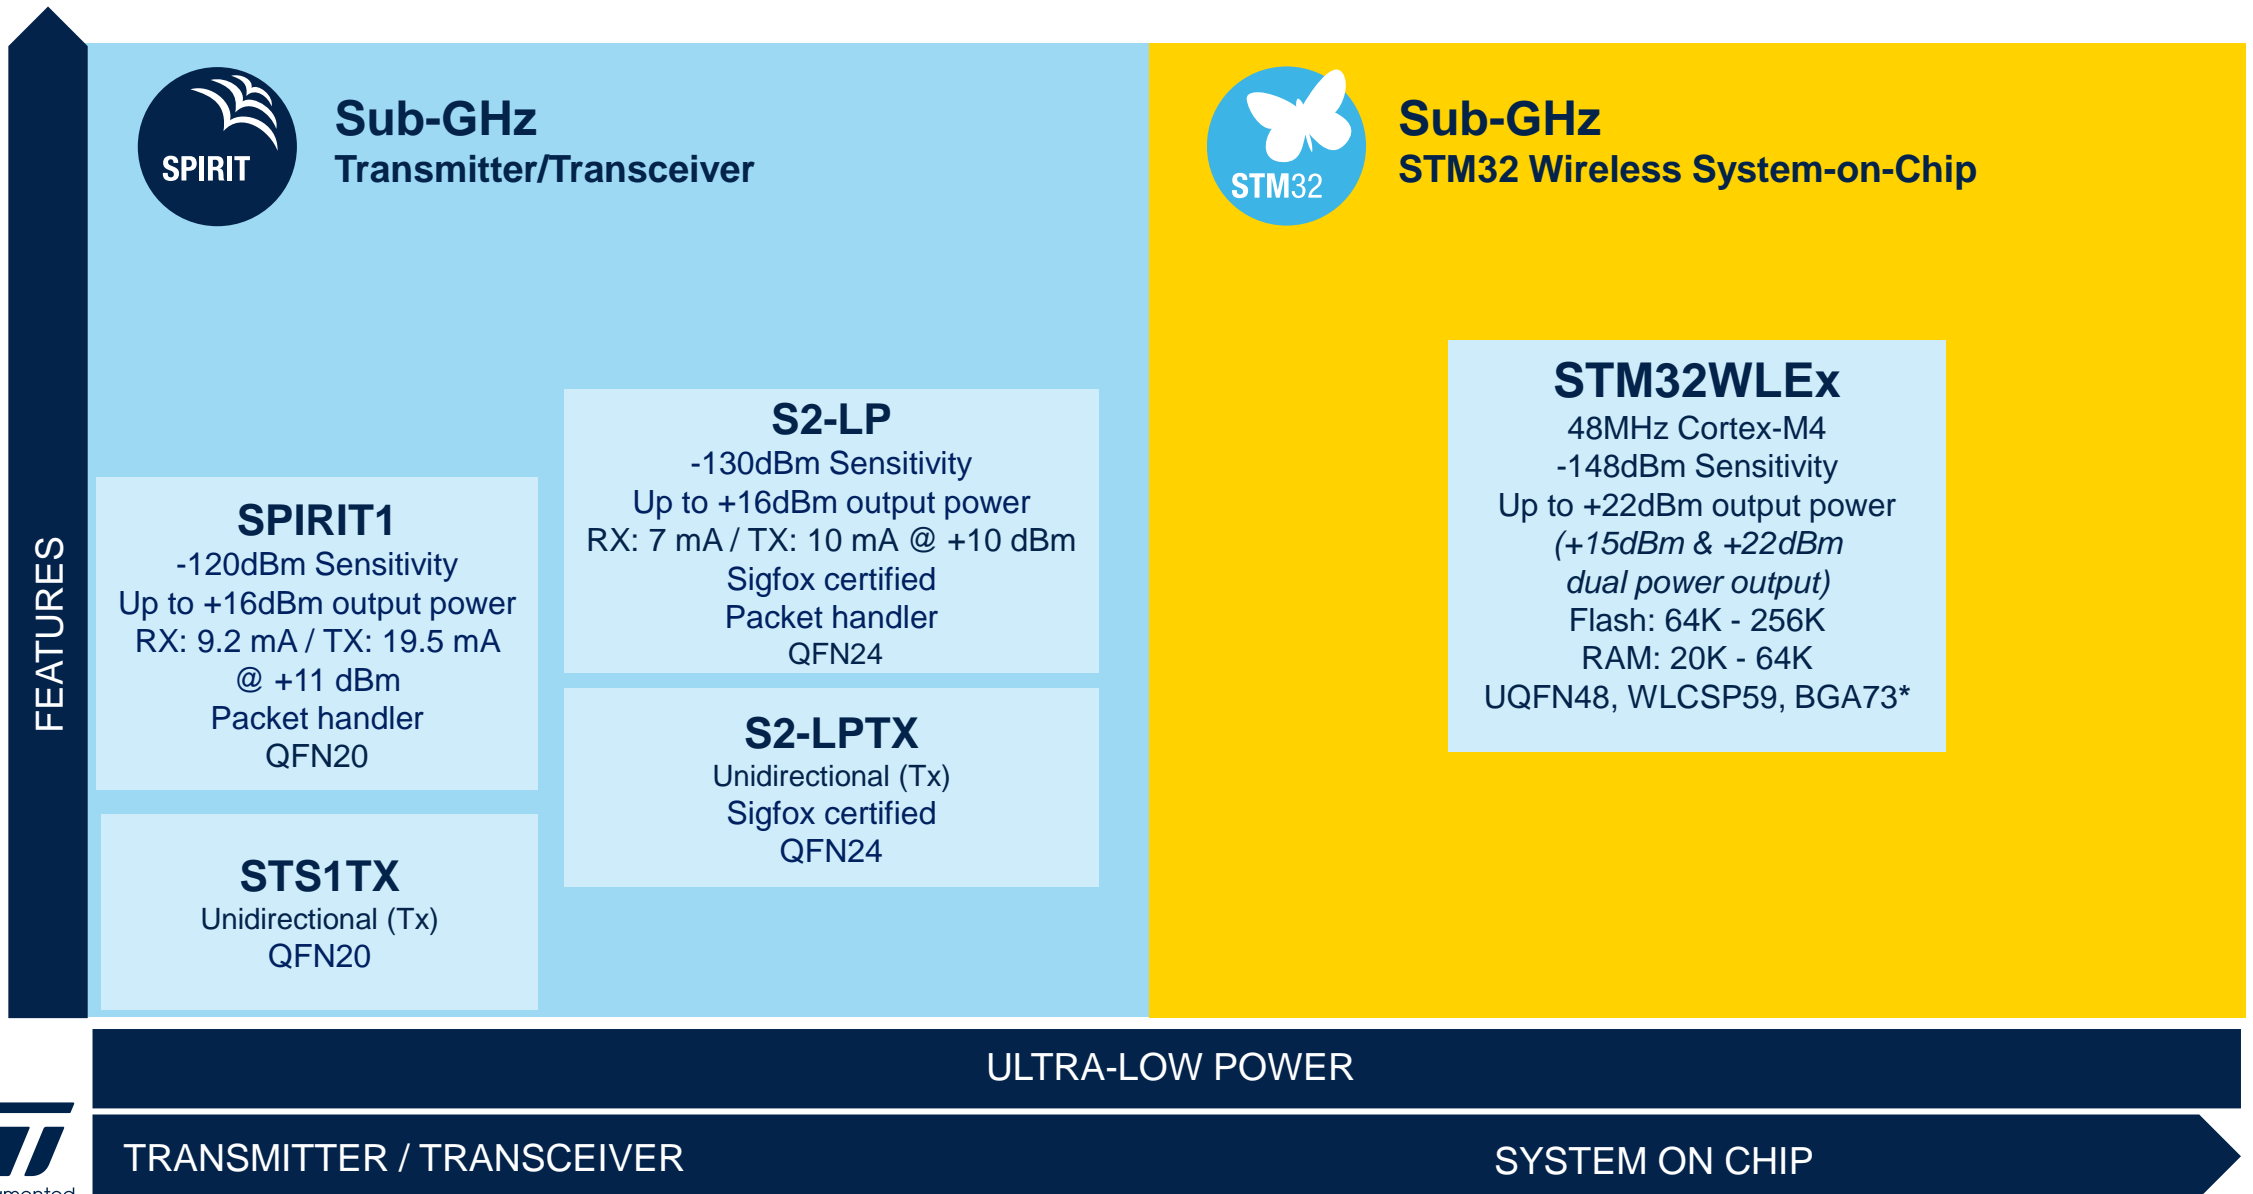 SPIRIT
Sub-GHz
Transmitter/Transceiver
STM32
Sub-GHz
STM32 Wireless System-on-Chip
FEATURES
SPIRIT1
-120dBm Sensitivity
Up to +16dBm output power
RX: 9.2 mA / TX: 19.5 mA
@ +11 dBm
Packet handler
QFN20
STS1TX
Unidirectional (Tx)
QFN20
S2-LP
-130dBm Sensitivity
Up to +16dBm output power
RX: 7 mA / TX: 10 mA @ +10 dBm
Sigfox certified
Packet handler
QFN24
S2-LPTX
Unidirectional (Tx)
Sigfox certified
QFN24
STM32WLEx
48MHz Cortex-M4
-148dBm Sensitivity
Up to +22dBm output power
(+15dBm & +22dBm
dual power output)
Flash: 64K - 256K
RAM: 20K - 64K
UQFN48, WLCSP59, BGA73*
ULTRA-LOW POWER
TRANSMITTER / TRANSCEIVER
SYSTEM ON CHIP